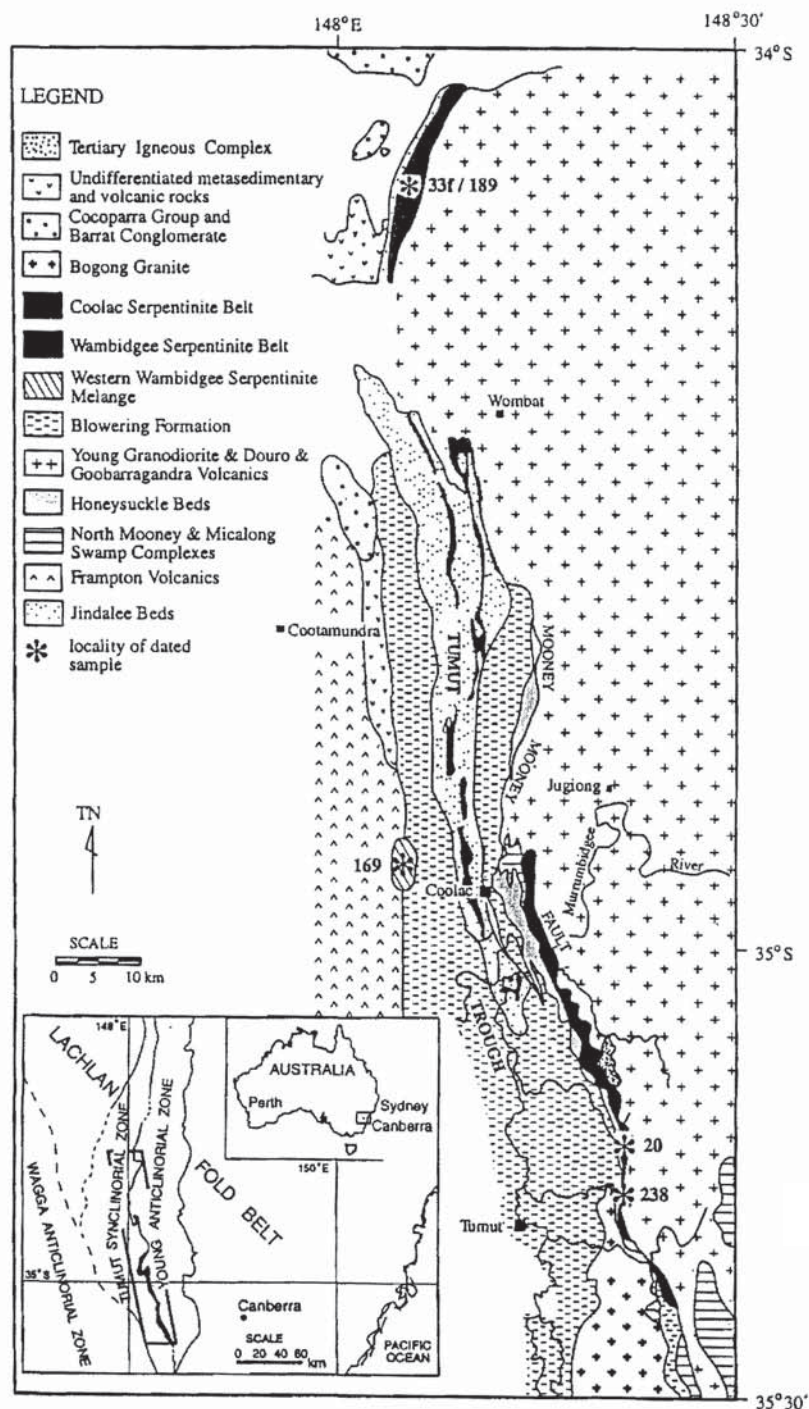 148°E
148°30'
34°S
LEGEND
Tertiary Igneous Complex
Undifferentiated metasedimentary
and volcanic rocks
Cocoparra Group and
Barrat Conglomerate
Bogong Granite
Coolac Serpentinite Belt
Wambidgee Serpentinite Belt
Western Wambidgee Serpentinite
Melange
Blowering Formation
Young Granodiorite & Douro &
Goobarragandra Volcanics
Honeysuckle Beds
North Mooney & Micalong
Swamp Complexes
Frampton Volcanics
Jindalee Beds
locality of dated
sample
33f / 189
Wombat
Cootamundra
TUMUT
MOONEY
MOONEY
Jugiong
Murrumbidgee
River
TN
169
Coolac
FAULT
SCALE
0 5 10 km
35°S
TROUGH
20
238
Tumut
35°30'
148°E
LACHLAN
FOLD BELT
WAGGA ANTICLINORIAL ZONE
TUMUT SYNCLINORIAL ZONE
YOUNG ANTICLINORIAL ZONE
AUSTRALIA
Perth
Sydney
Canberra
150°E
35°S
Canberra
SCALE
0 20 40 60
km
PACIFIC
OCEAN